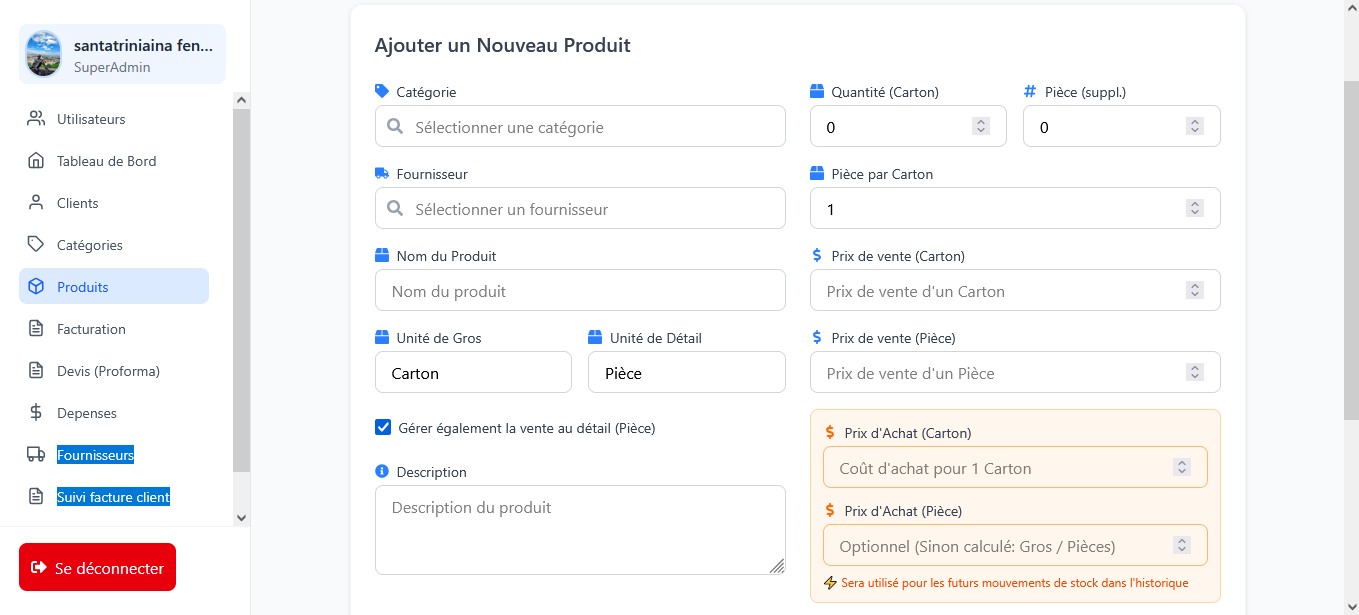 santatriniaina fen...
SuperAdmin
Utilisateurs
Tableau de Bord
Clients
Catégories
Produits
Facturation
Devis (Proforma)
Depenses
Fournisseurs
Suivi facture client
Se déconnecter
Ajouter un Nouveau Produit
Catégorie
Sélectionner une catégorie
Fournisseur
Sélectionner un fournisseur
Nom du Produit
Nom du produit
Unité de Gros
Carton
Unité de Détail
Pièce
Gérer également la vente au détail (Pièce)
Description
Description du produit
Quantité (Carton)
0
Pièce (suppl.)
0
Pièce par Carton
1
Prix de vente (Carton)
Prix de vente d'un Carton
Prix de vente (Pièce)
Prix de vente d'un Pièce
Prix d'Achat (Carton)
Coût d'achat pour 1 Carton
Prix d'Achat (Pièce)
Optionnel (Sinon calculé: Gros / Pièces)
Sera utilisé pour les futurs mouvements de stock dans l'historique